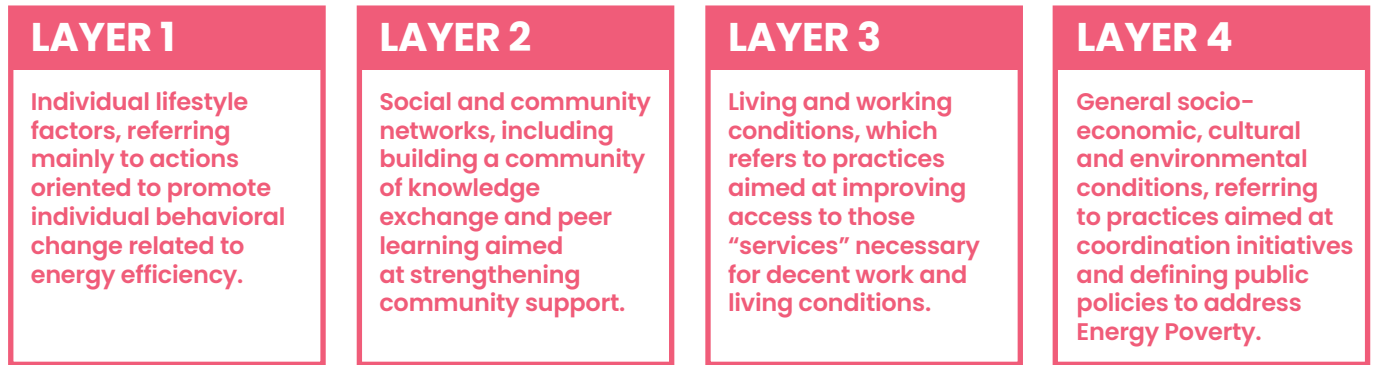 LAYER 1
Individual lifestyle
factors, referring
mainly to actions
oriented to promote
individual behavioral
change related to
energy efficiency.
LAYER 2
Social and community
networks, including
building a community
of knowledge
exchange and peer
learning aimed
at strengthening
community support.
LAYER 3
Living and working
conditions, which
refers to practices
aimed at improving
access to those
“services” necessary
for decent work and
living conditions.
LAYER 4
General socio-
economic, cultural
and environmental
conditions, referring
to practices aimed at
coordination initiatives
and defining public
policies to address
Energy Poverty.